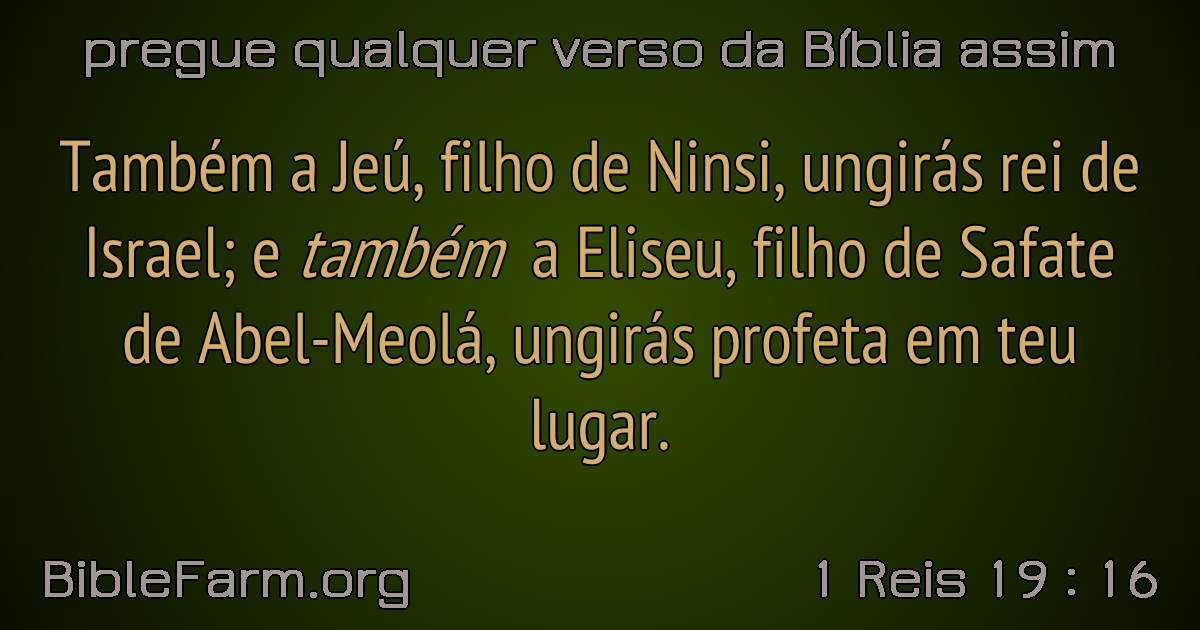 pregue qualquer verso da Bíblia assim
Também a Jeú, filho de Ninsi, ungirás rei de
Israel; e também a Eliseu, filho de Safate
de Abel-Meolá, ungirás profeta em teu
lugar.
BibleFarm.org
1 Reis 19 : 16